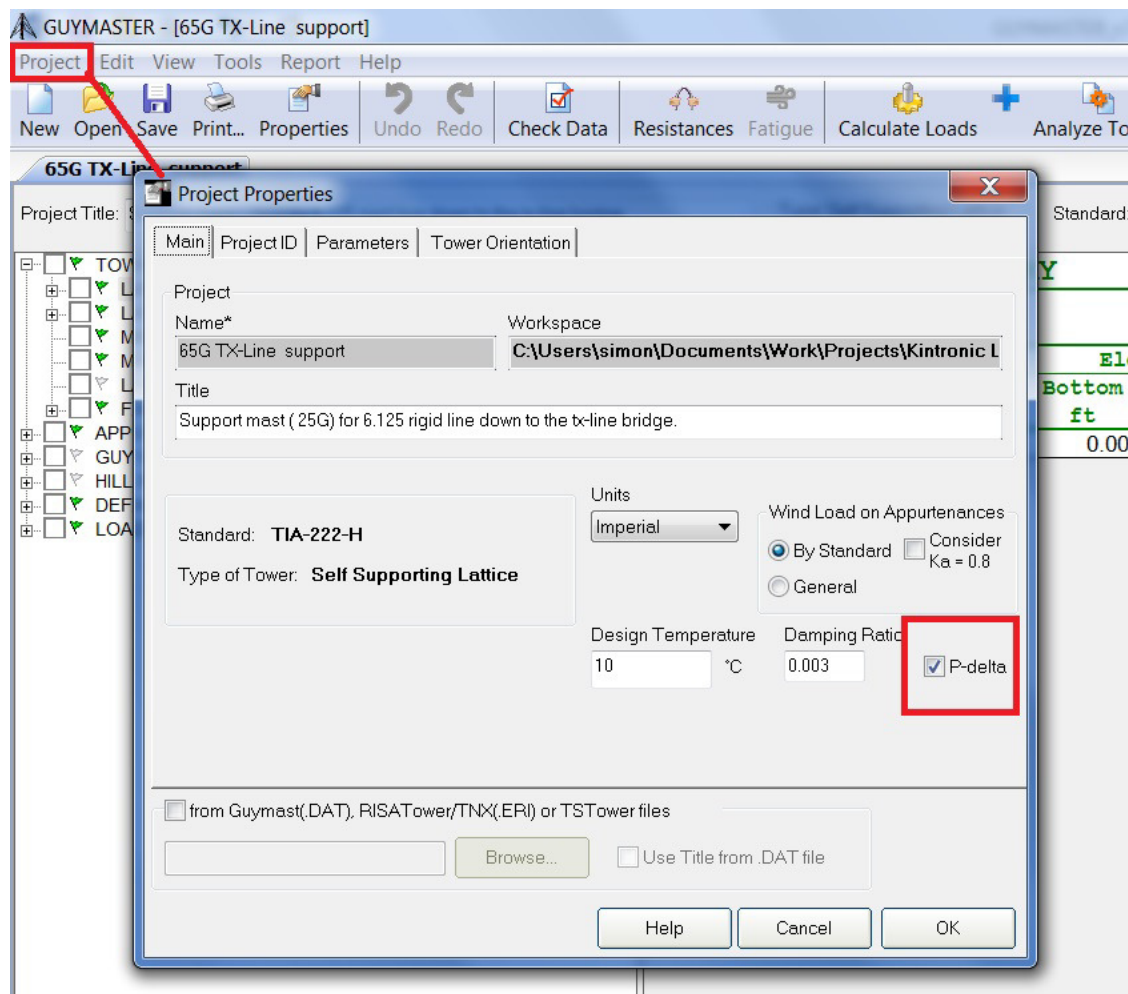 GUYMASTER - [65G TX-Line support]
Project Edit View Tools Report Help
New Open Save Print... Properties Undo Redo Check Data Resistances Fatigue Calculate Loads Analyze To
65G TX-Line support
Project Title:
Standard:
TOW
L
L
M
M
L
F
APP
GUY
HILL
DEF
LOA
Y
Ele
Bottom
ft
0.00
Project Properties
Main Project ID Parameters Tower Orientation
Project
Name* Workspace
65G TX-Line support C:\Users\simon\Documents\Work\Projects\Kintronic L
Title
Support mast ( 25G) for 6.125 rigid line down to the tx-line bridge.
Standard: TIA-222-H
Type of Tower: Self Supporting Lattice
Units
Imperial
Wind Load on Appurtenances
By Standard Consider
Ka = 0.8
General
Design Temperature Damping Ratio
10 °C 0.003 P-delta
from Guymast(.DAT), RISATower/TNX(.ERI) or TSTower files
Browse... Use Title from .DAT file
Help Cancel OK